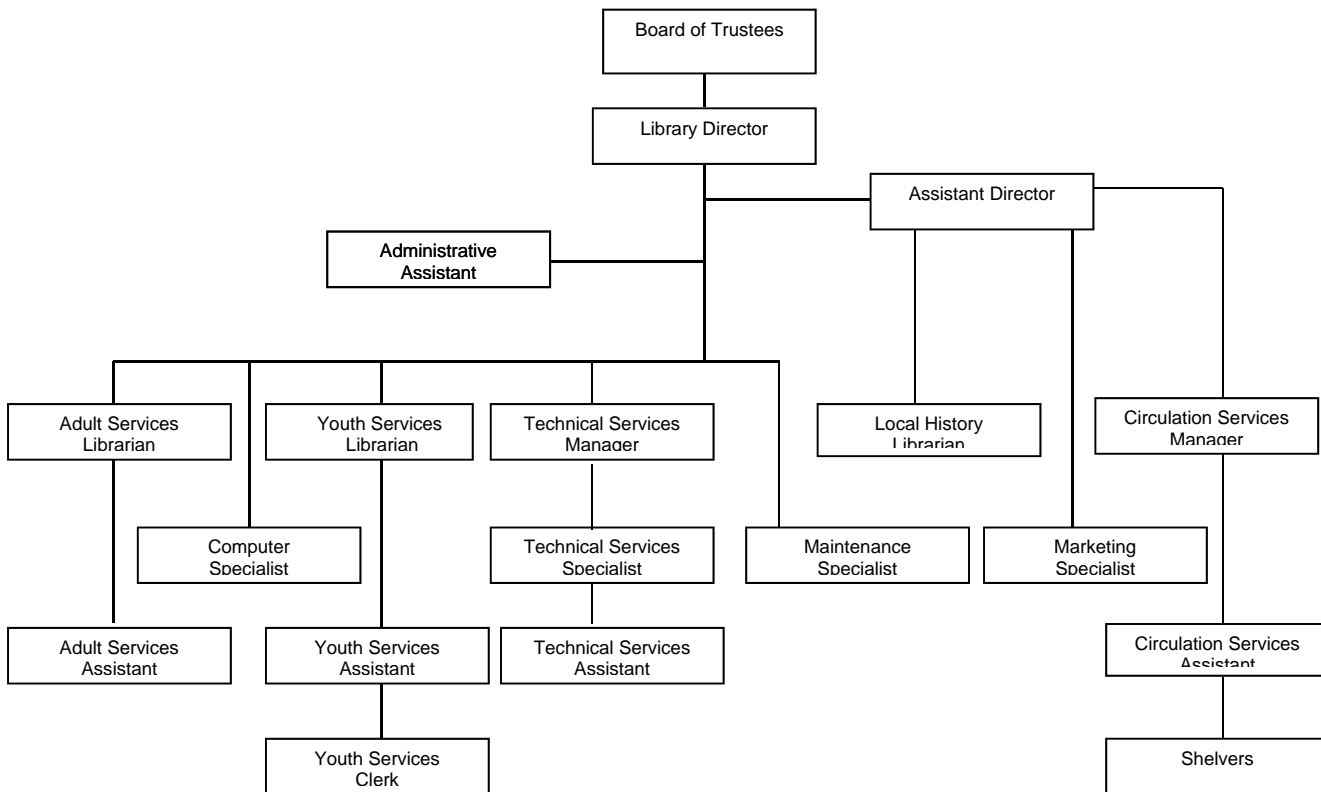 Board of Trustees
Library Director
Assistant Director
Administrative
Assistant
Adult Services
Librarian
Youth Services
Librarian
Technical Services
Manager
Local History
Librarian
Circulation Services
Manager
Computer
Specialist
Technical Services
Specialist
Maintenance
Specialist
Marketing
Specialist
Adult Services
Assistant
Youth Services
Assistant
Technical Services
Assistant
Circulation Services
Assistant
Youth Services
Clerk
Shelvers